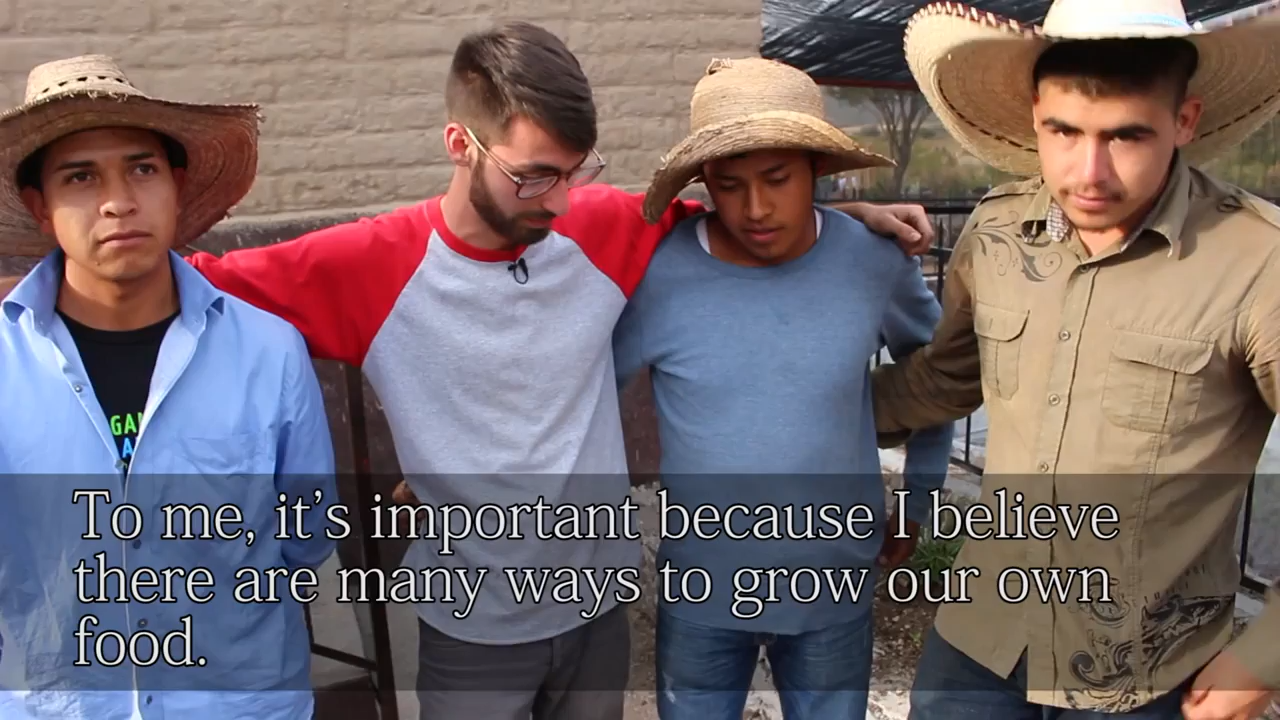 To me, it's important because I believe
there are many ways to grow our own
food.